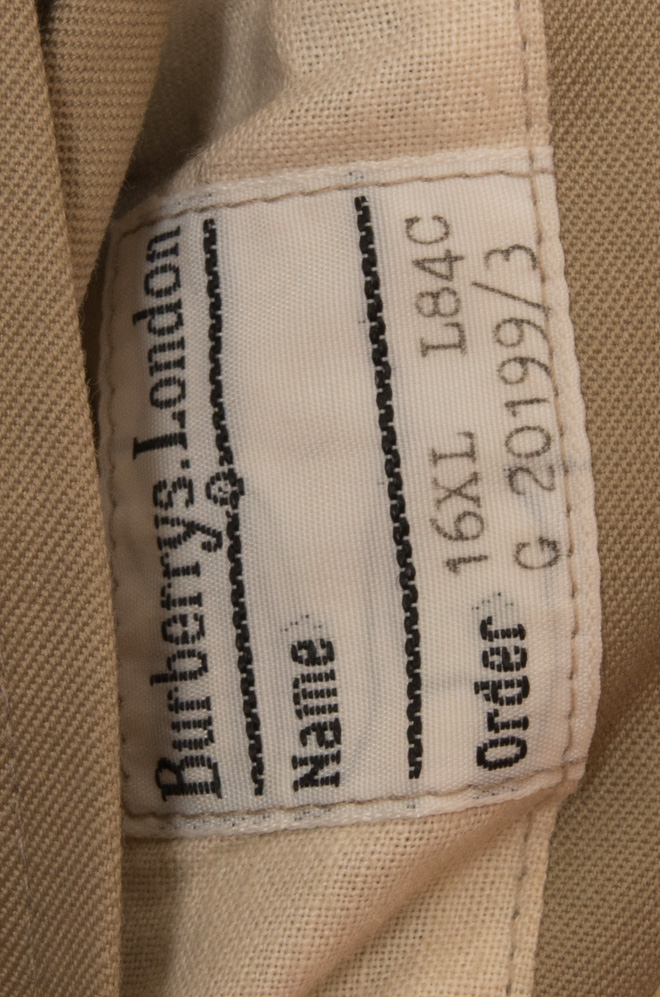 Burberrys.London
Name
16XL L84C
Order G 20199/3